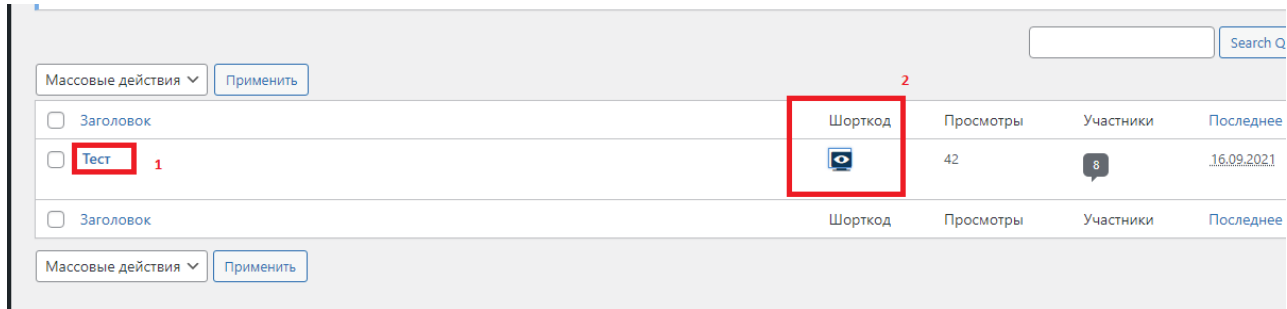 Search Q
Массовые действия Применить
2
Заголовок Шорткод Просмотры Участники Последнее
Тест 1 42 8 16.09.2021
Заголовок Шорткод Просмотры Участники Последнее
Массовые действия Применить